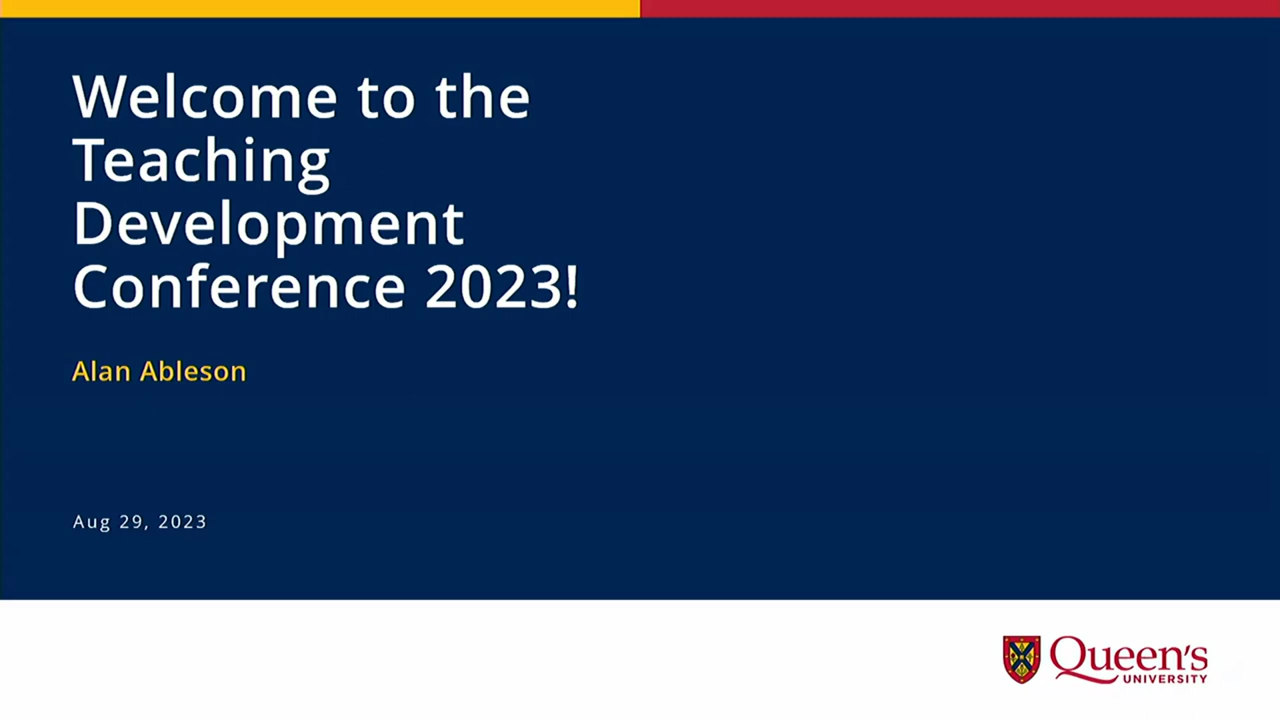 Welcome to the
Teaching
Development
Conference 2023!
Alan Ableson
Aug 29, 2023
Queen's
UNIVERSITY